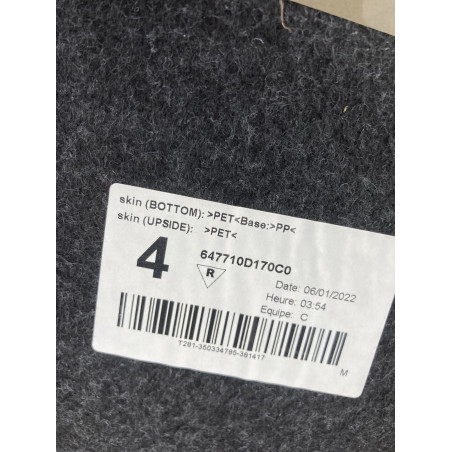 skin (BOTTOM): >PET<Base:>PP<
skin (UPSIDE): >PET<
4
647710D170C0
R
Date: 06/01/2022
Heure: 03:54
Equipe: C
T281-350334785-381417
M